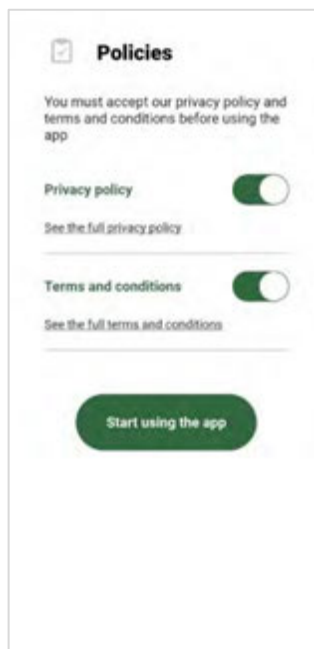 Policies
You must accept our privacy policy and
terms and conditions before using the
app
Privacy policy
See the full privacy policy
Terms and conditions
See the full terms and conditions
Start using the app